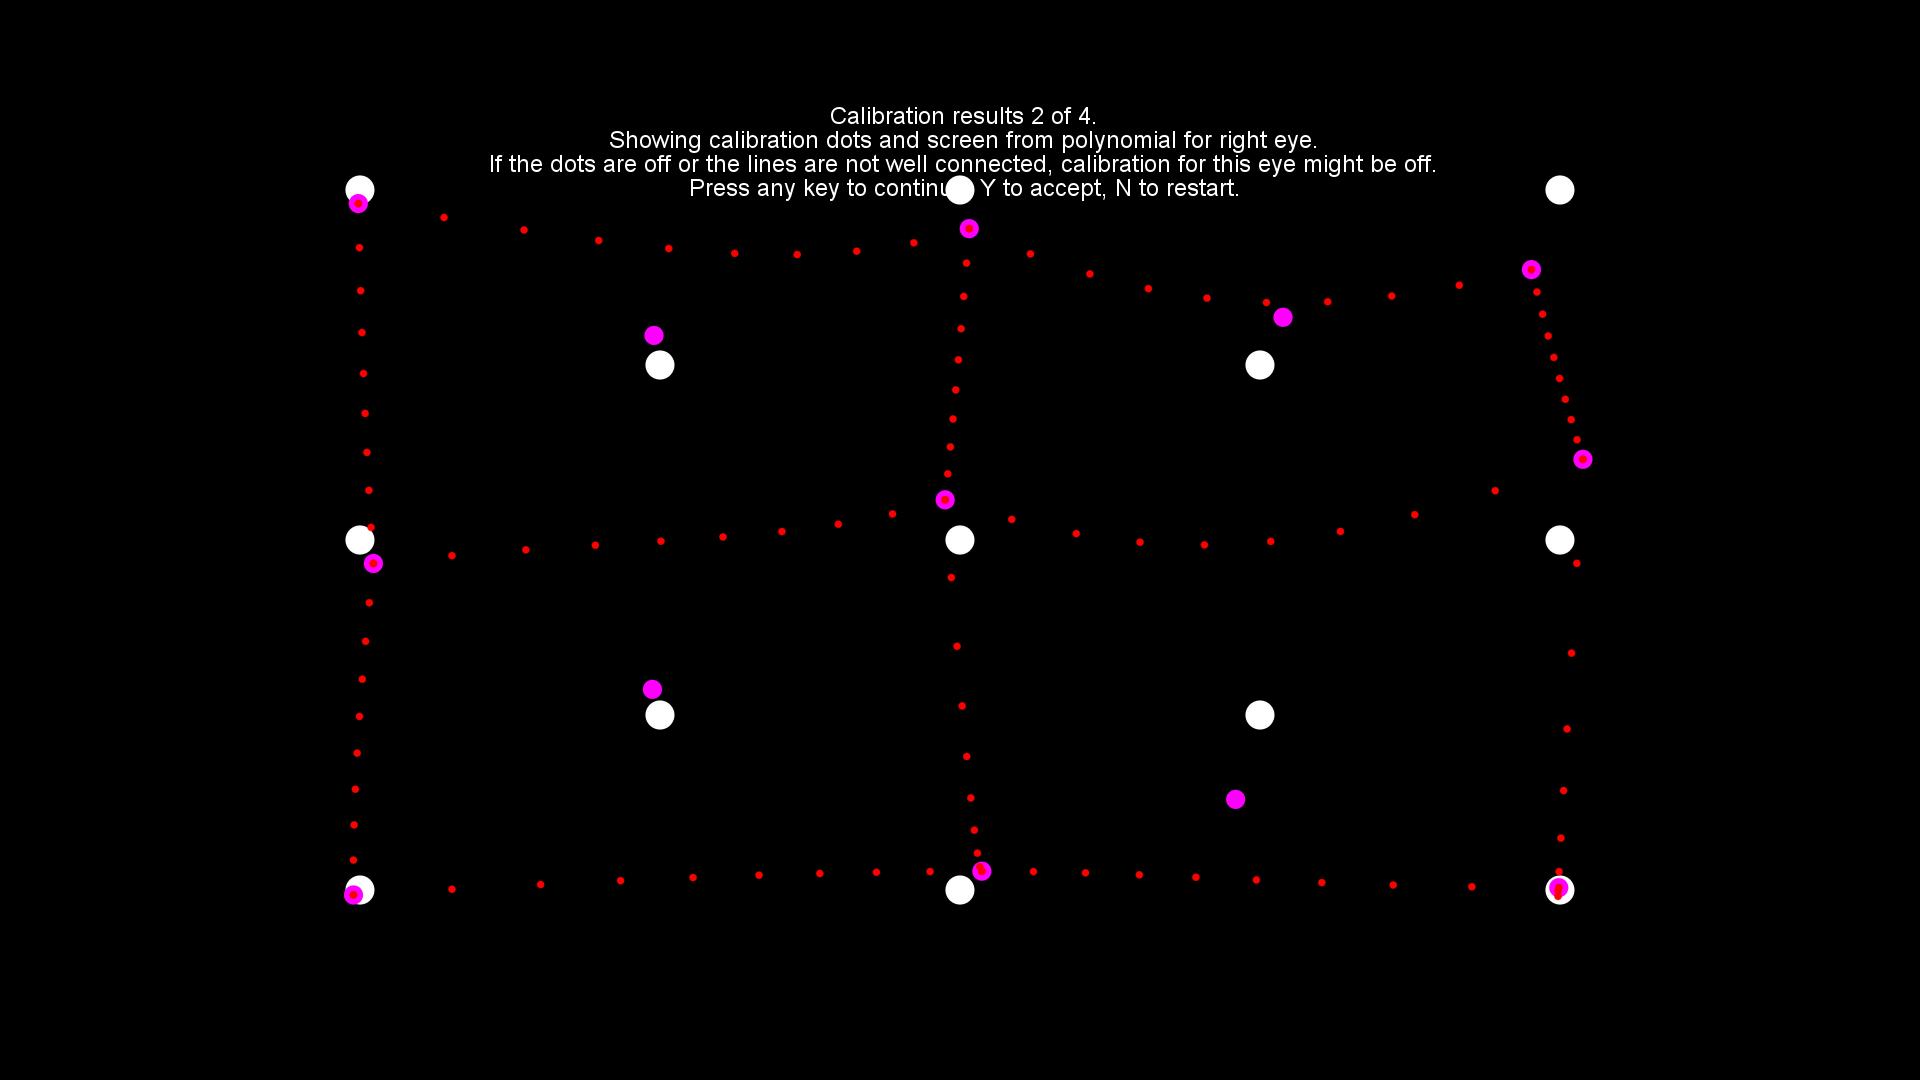 Calibration results 2 of 4.
Showing calibration dots and screen from polynomial for right eye.
If the dots are off or the lines are not well connected, calibration for this eye might be off.
Press any key to continu Y to accept, N to restart.